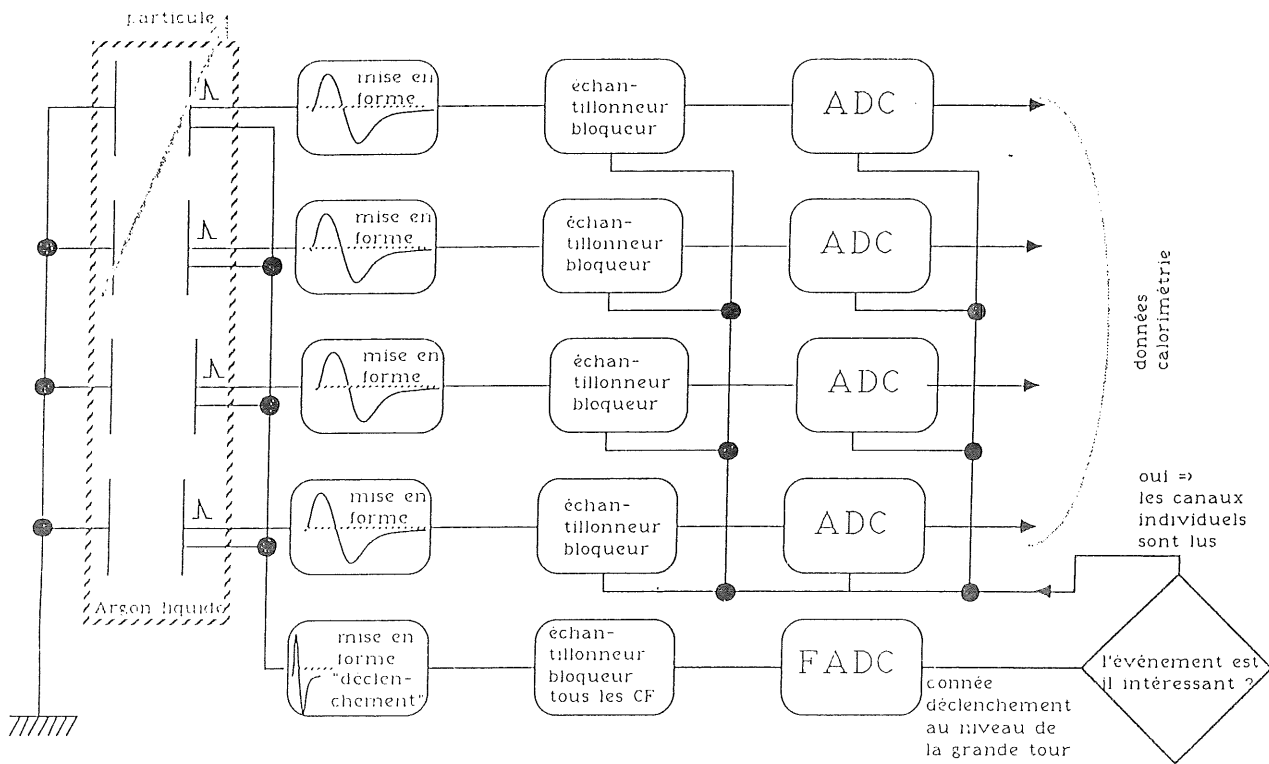 particule
mise en
forme
échan-
tillonneur
bloqueur
ADC
mise en
forme
échan-
tillonneur
bloqueur
ADC
mise en
forme
échan-
tillonneur
bloqueur
ADC
données
calorimétrie
mise en
forme
échan-
tillonneur
bloqueur
ADC
oui =>
les canaux
individuels
sont lus
Argon liquide
mise en
forme
"déclen-
chement"
échan-
tillonneur
bloqueur
tous les CF
FADC
donnée
déclenchement
au niveau de
la grande tour
l'événement est
il intéressant ?